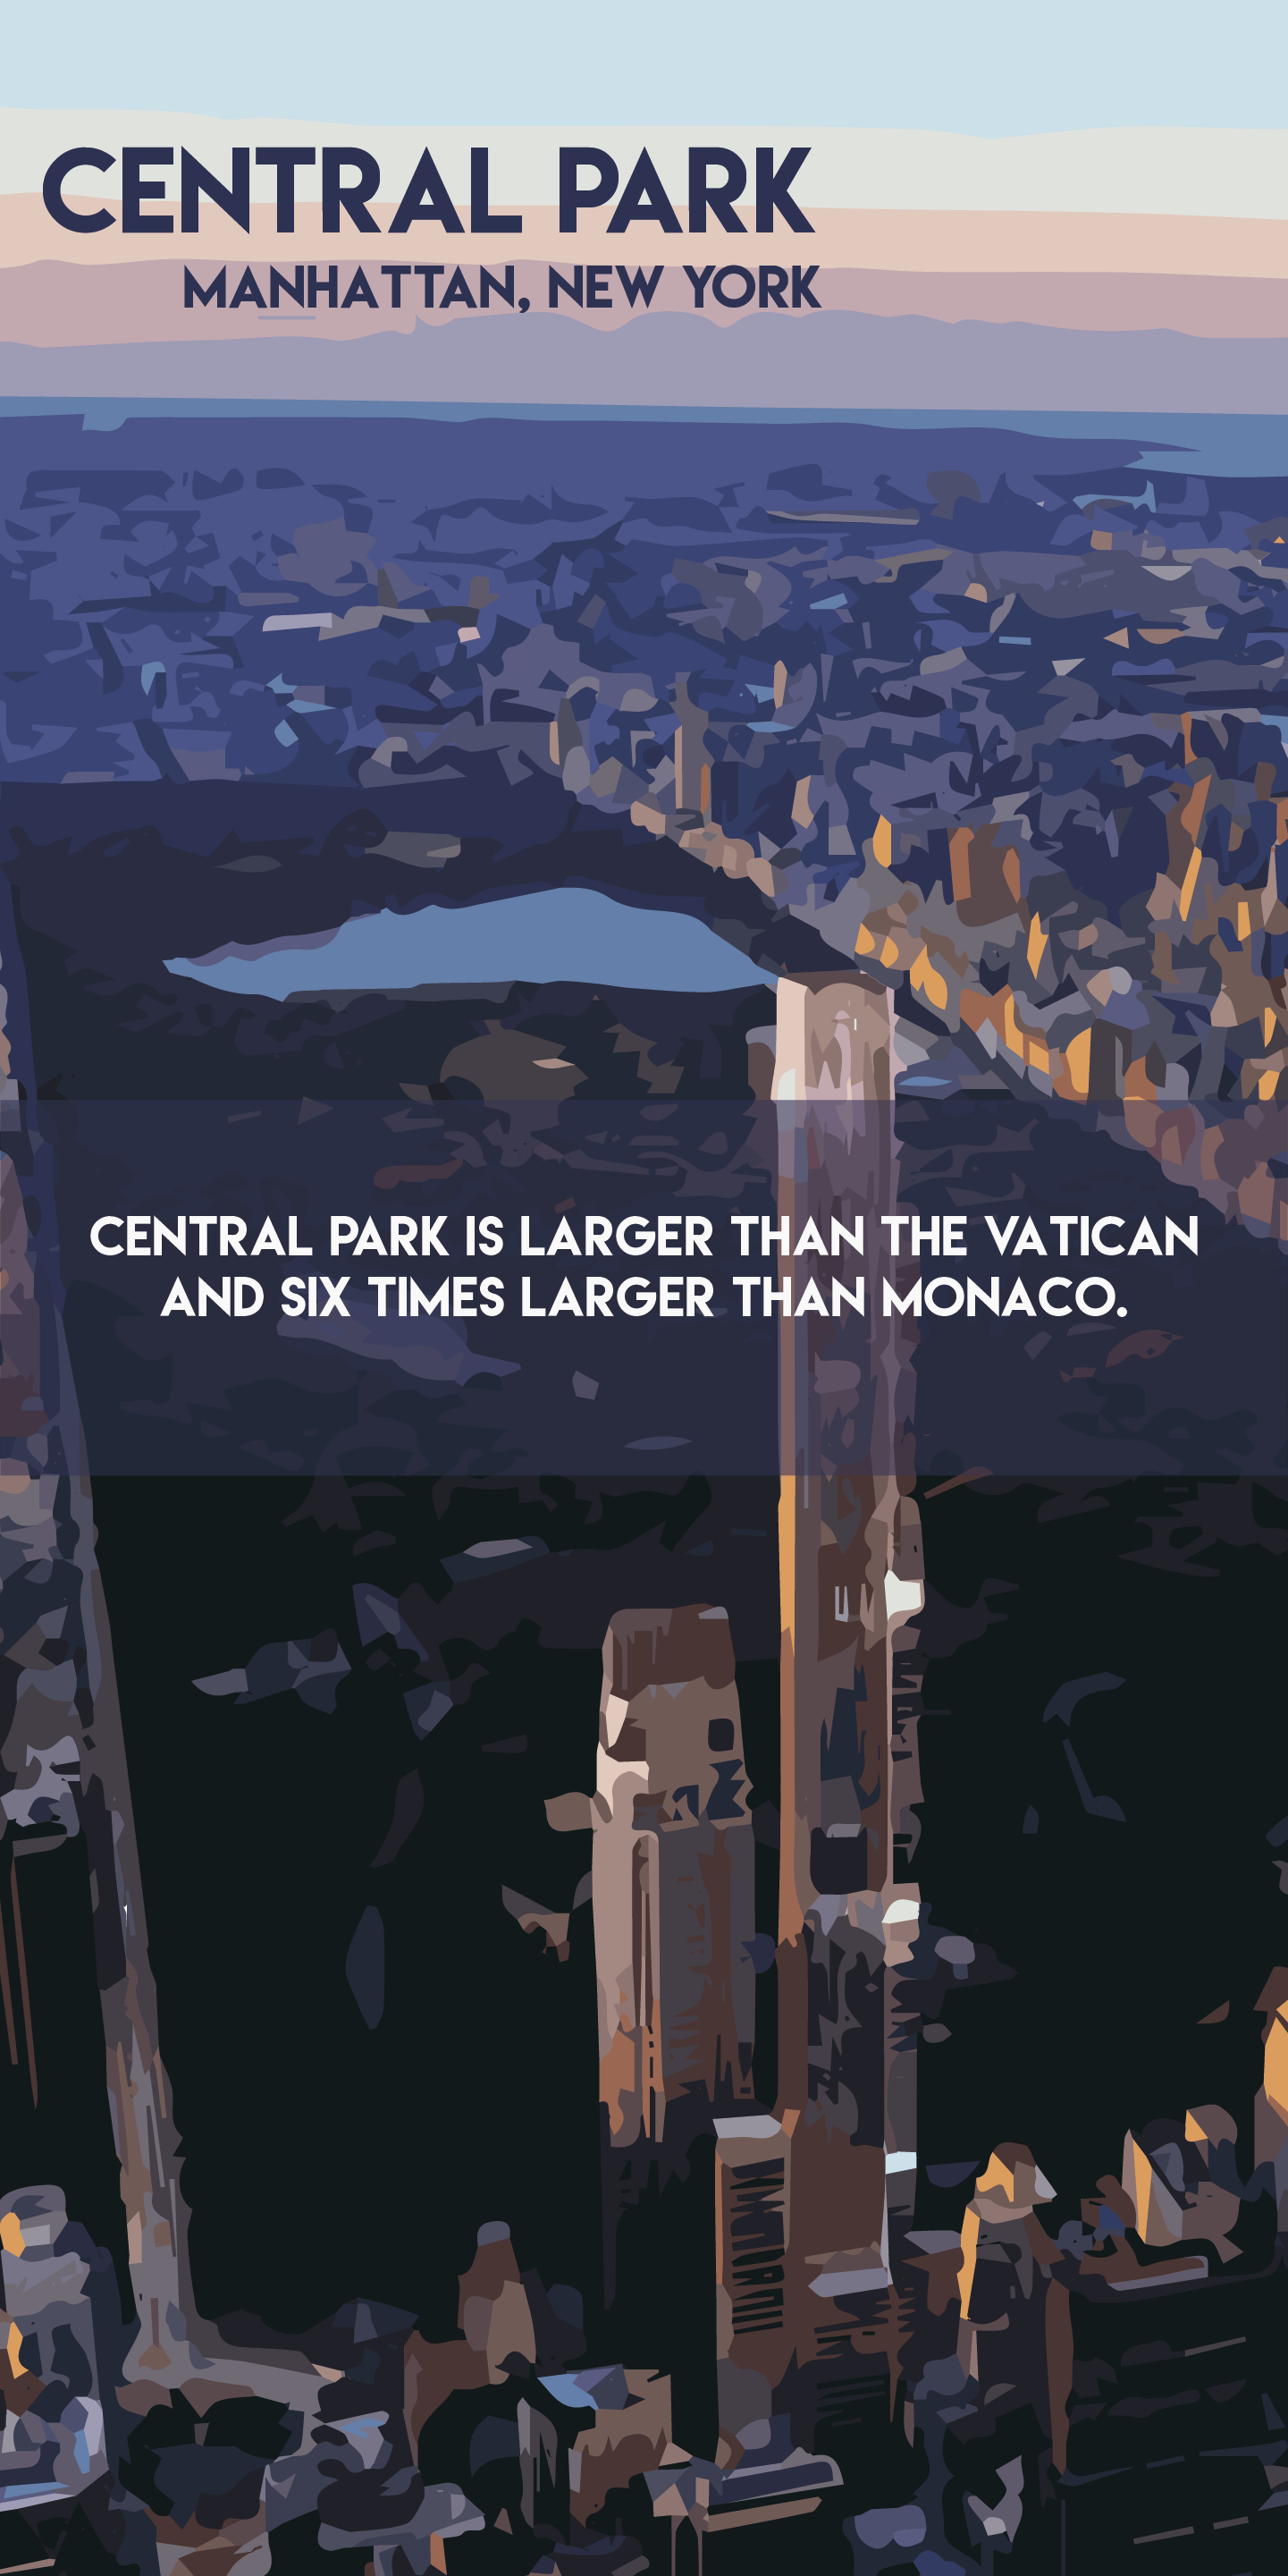 CENTRAL PARK
MANHATTAN, NEW YORK
CENTRAL PARK IS LARGER THAN THE VATICAN
AND SIX TIMES LARGER THAN MONACO.